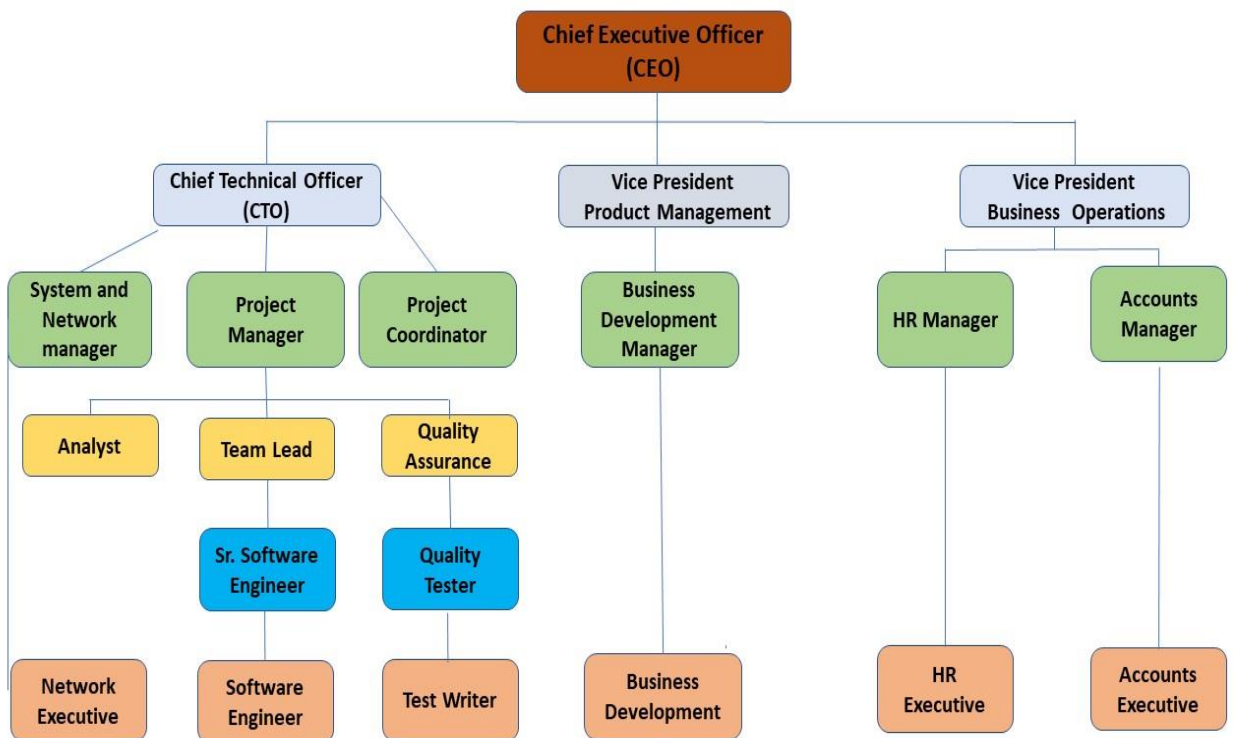 Chief Executive Officer
(CEO)
Chief Technical Officer
(CTO)
Vice President
Product Management
Vice President
Business Operations
System and
Network
manager
Project
Manager
Project
Coordinator
Business
Development
Manager
HR Manager
Accounts
Manager
Analyst
Team Lead
Quality
Assurance
Sr. Software
Engineer
Quality
Tester
Network
Executive
Software
Engineer
Test Writer
Business
Development
HR
Executive
Accounts
Executive